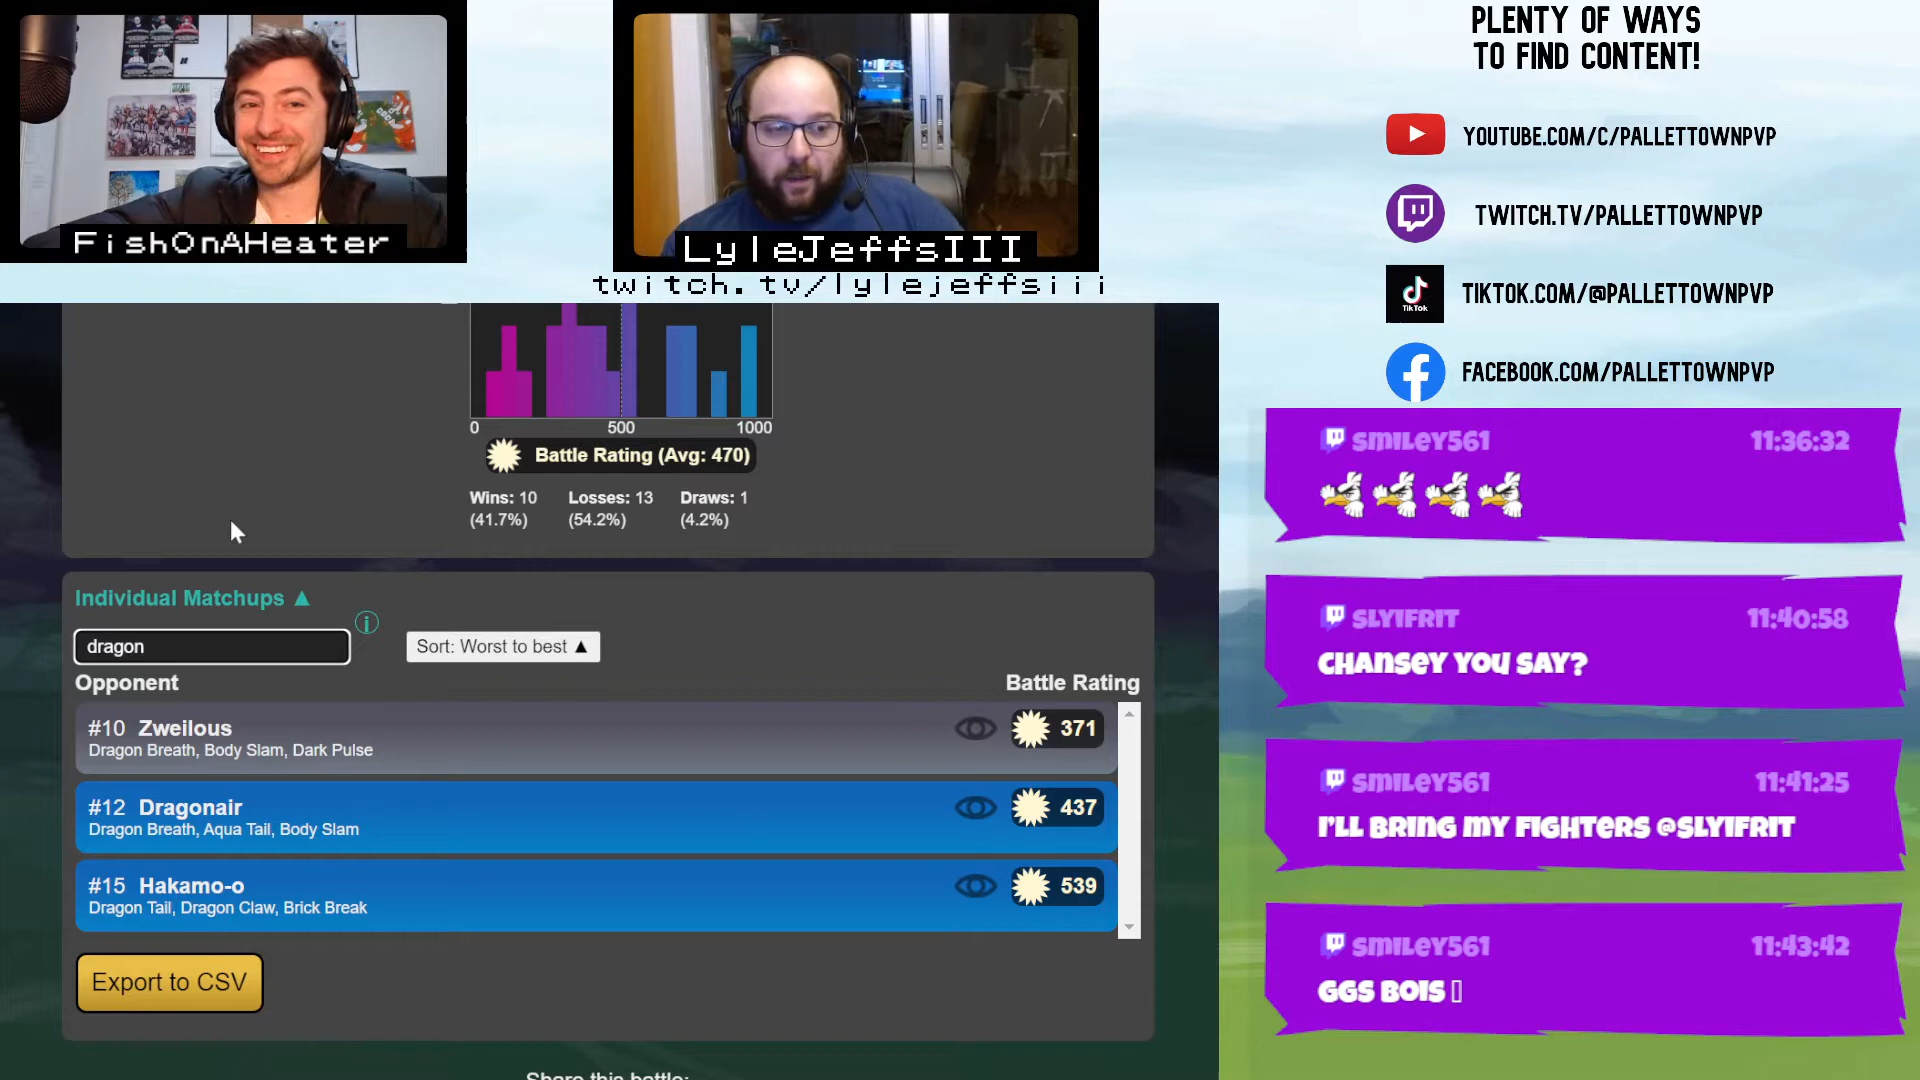 FishOnAHeater
LyleJeffsIII
twitch.tv/lylejeffsiii
PLENTY OF WAYS
TO FIND CONTENT!
YOUTUBE.COM/C/PALLETTOWNPVP
TWITCH.TV/PALLETTOWNPVP
TikTok
TIKTOK.COM/@PALLETTOWNPVP
FACEBOOK.COM/PALLETTOWNPVP
0 500 1000
Battle Rating (Avg: 470)
Wins: 10 Losses: 13 Draws: 1
(41.7%) (54.2%) (4.2%)
Individual Matchups ▲
dragon
Sort: Worst to best ▲
Opponent Battle Rating
#10 Zweilous 371
Dragon Breath, Body Slam, Dark Pulse
#12 Dragonair 437
Dragon Breath, Aqua Tail, Body Slam
#15 Hakamo-o 539
Dragon Tail, Dragon Claw, Brick Break
Export to CSV
Share this battle:
smiley561 11:36:32
SLYIFRIT 11:40:58
CHANSEY YOU SAY?
smiley561 11:41:25
I'LL BRING MY FIGHTERS @SLYIFRIT
smiley561 11:43:42
GGS BOIS